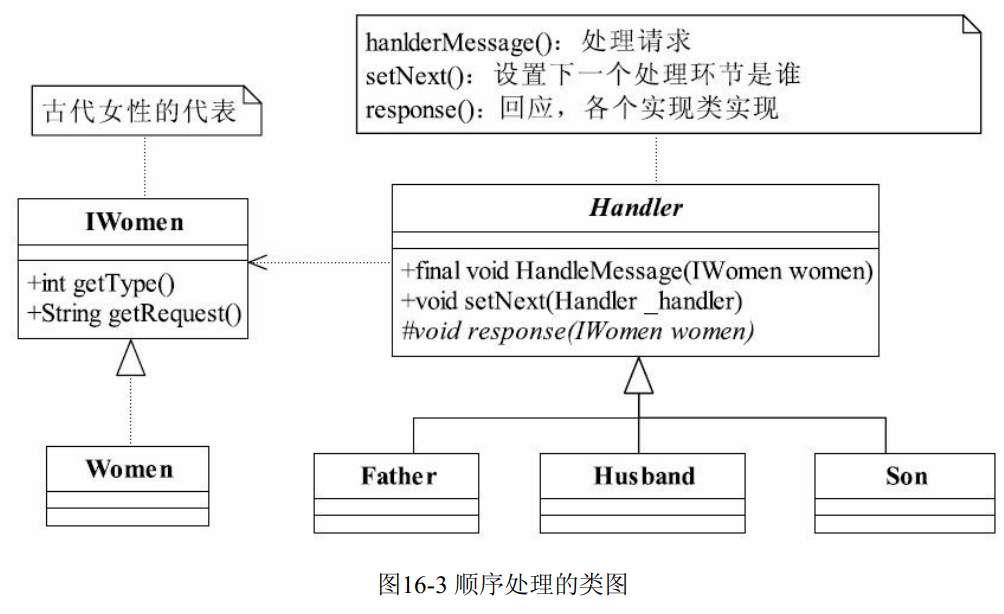 hanlderMessage()：处理请求
setNext()：设置下一个处理环节是谁
response()：回应，各个实现类实现
古代女性的代表
IWomen
+int getType()
+String getRequest()
Handler
+final void HandleMessage(IWomen women)
+void setNext(Handler _handler)
#void response(IWomen women)
Women
Father
Husband
Son
图16-3 顺序处理的类图